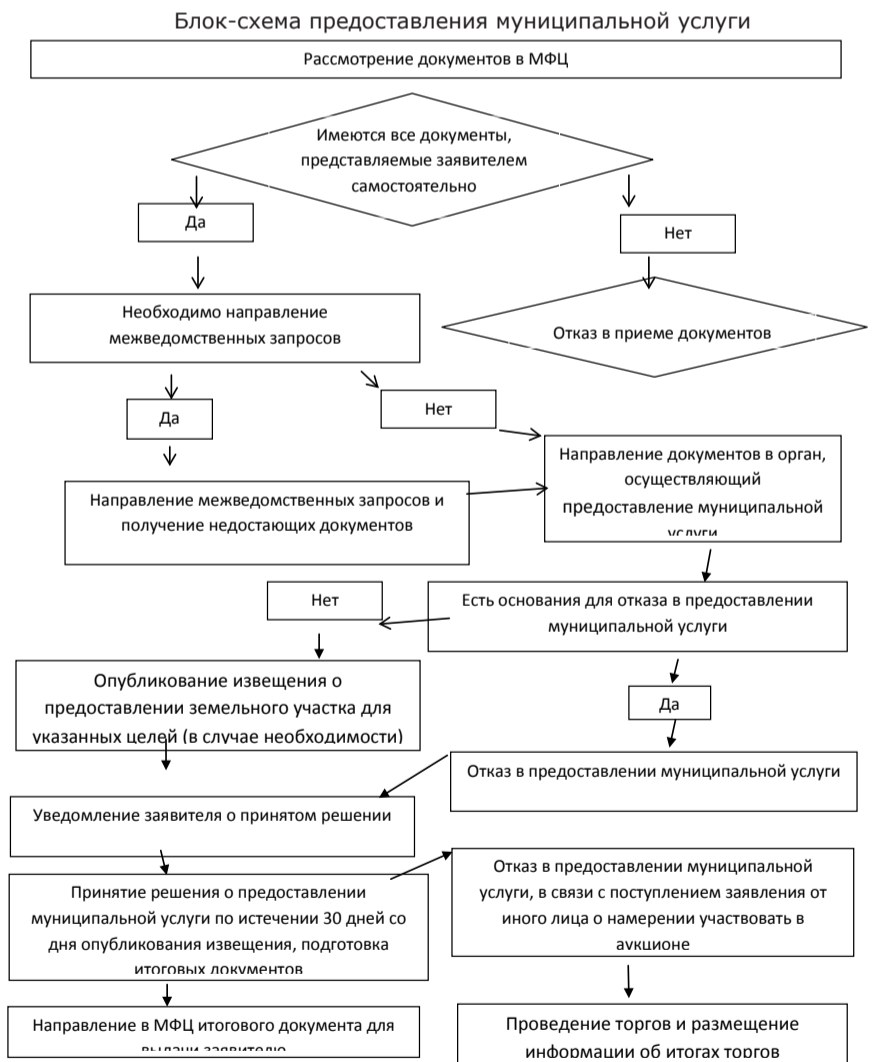 Блок-схема предоставления муниципальной услуги
Рассмотрение документов в МФЦ
Имеются все документы,
представляемые заявителем
самостоятельно
Да
Нет
Необходимо направление
межведомственных запросов
Отказ в приеме документов
Да
Нет
Направление документов в орган,
осуществляющий
предоставление муниципальной
услуги
Направление межведомственных запросов и
получение недостающих документов
Нет
Есть основания для отказа в предоставлении
муниципальной услуги
Опубликование извещения о
предоставлении земельного участка для
указанных целей (в случае необходимости)
Да
Отказ в предоставлении муниципальной услуги
Уведомление заявителя о принятом решении
Принятие решения о предоставлении
муниципальной услуги по истечении 30 дней со
дня опубликования извещения, подготовка
итоговых документов
Отказ в предоставлении муниципальной
услуги, в связи с поступлением заявления от
иного лица о намерении участвовать в
аукционе
Направление в МФЦ итогового документа для
выдачи заявителю
Проведение торгов и размещение
информации об итогах торгов